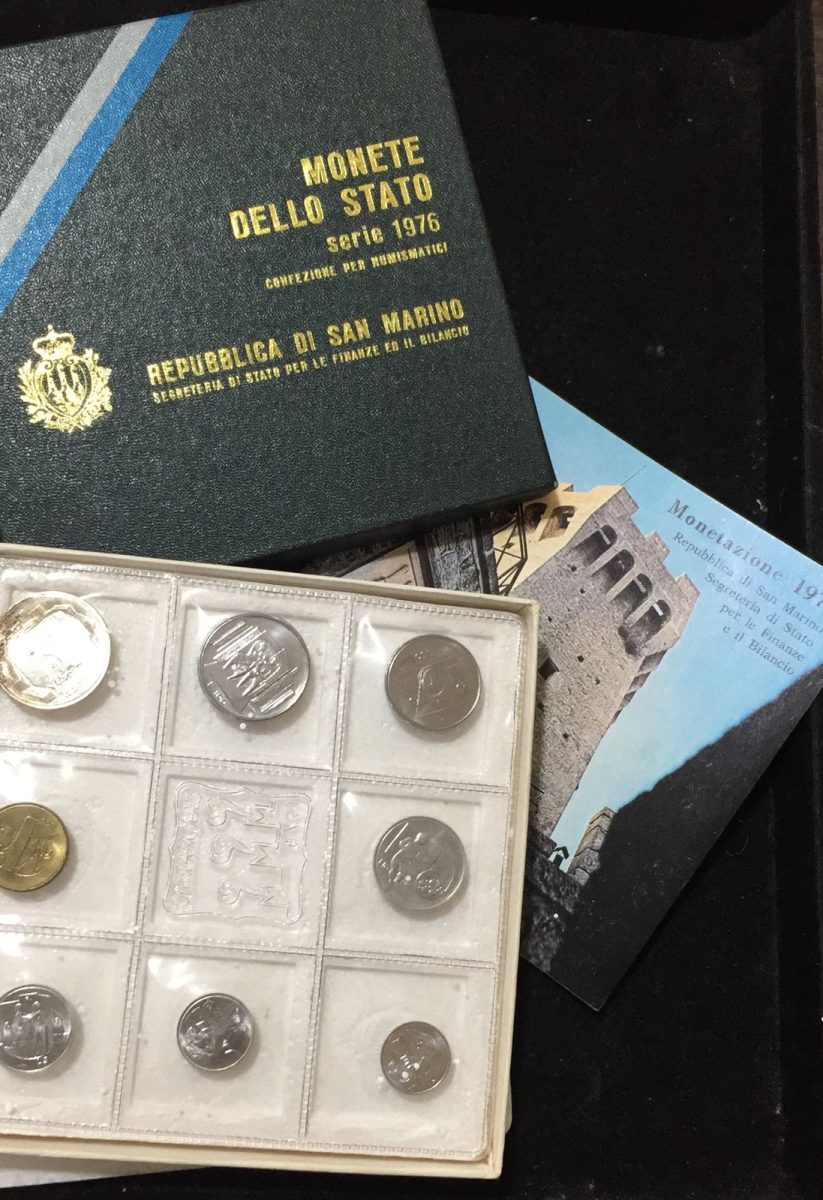 MONETE
DELLO STATO
serie 1976
CONFEZIONE PER NUMISMATICI
REPUBBLICA DI SAN MARINO
SEGRETERIA DI STATO PER LE FINANZE ED IL BILANCIO
Monetazione 197
Repubblica di San Marino
Segreteria di Stato
per le Finanze
e il Bilancio